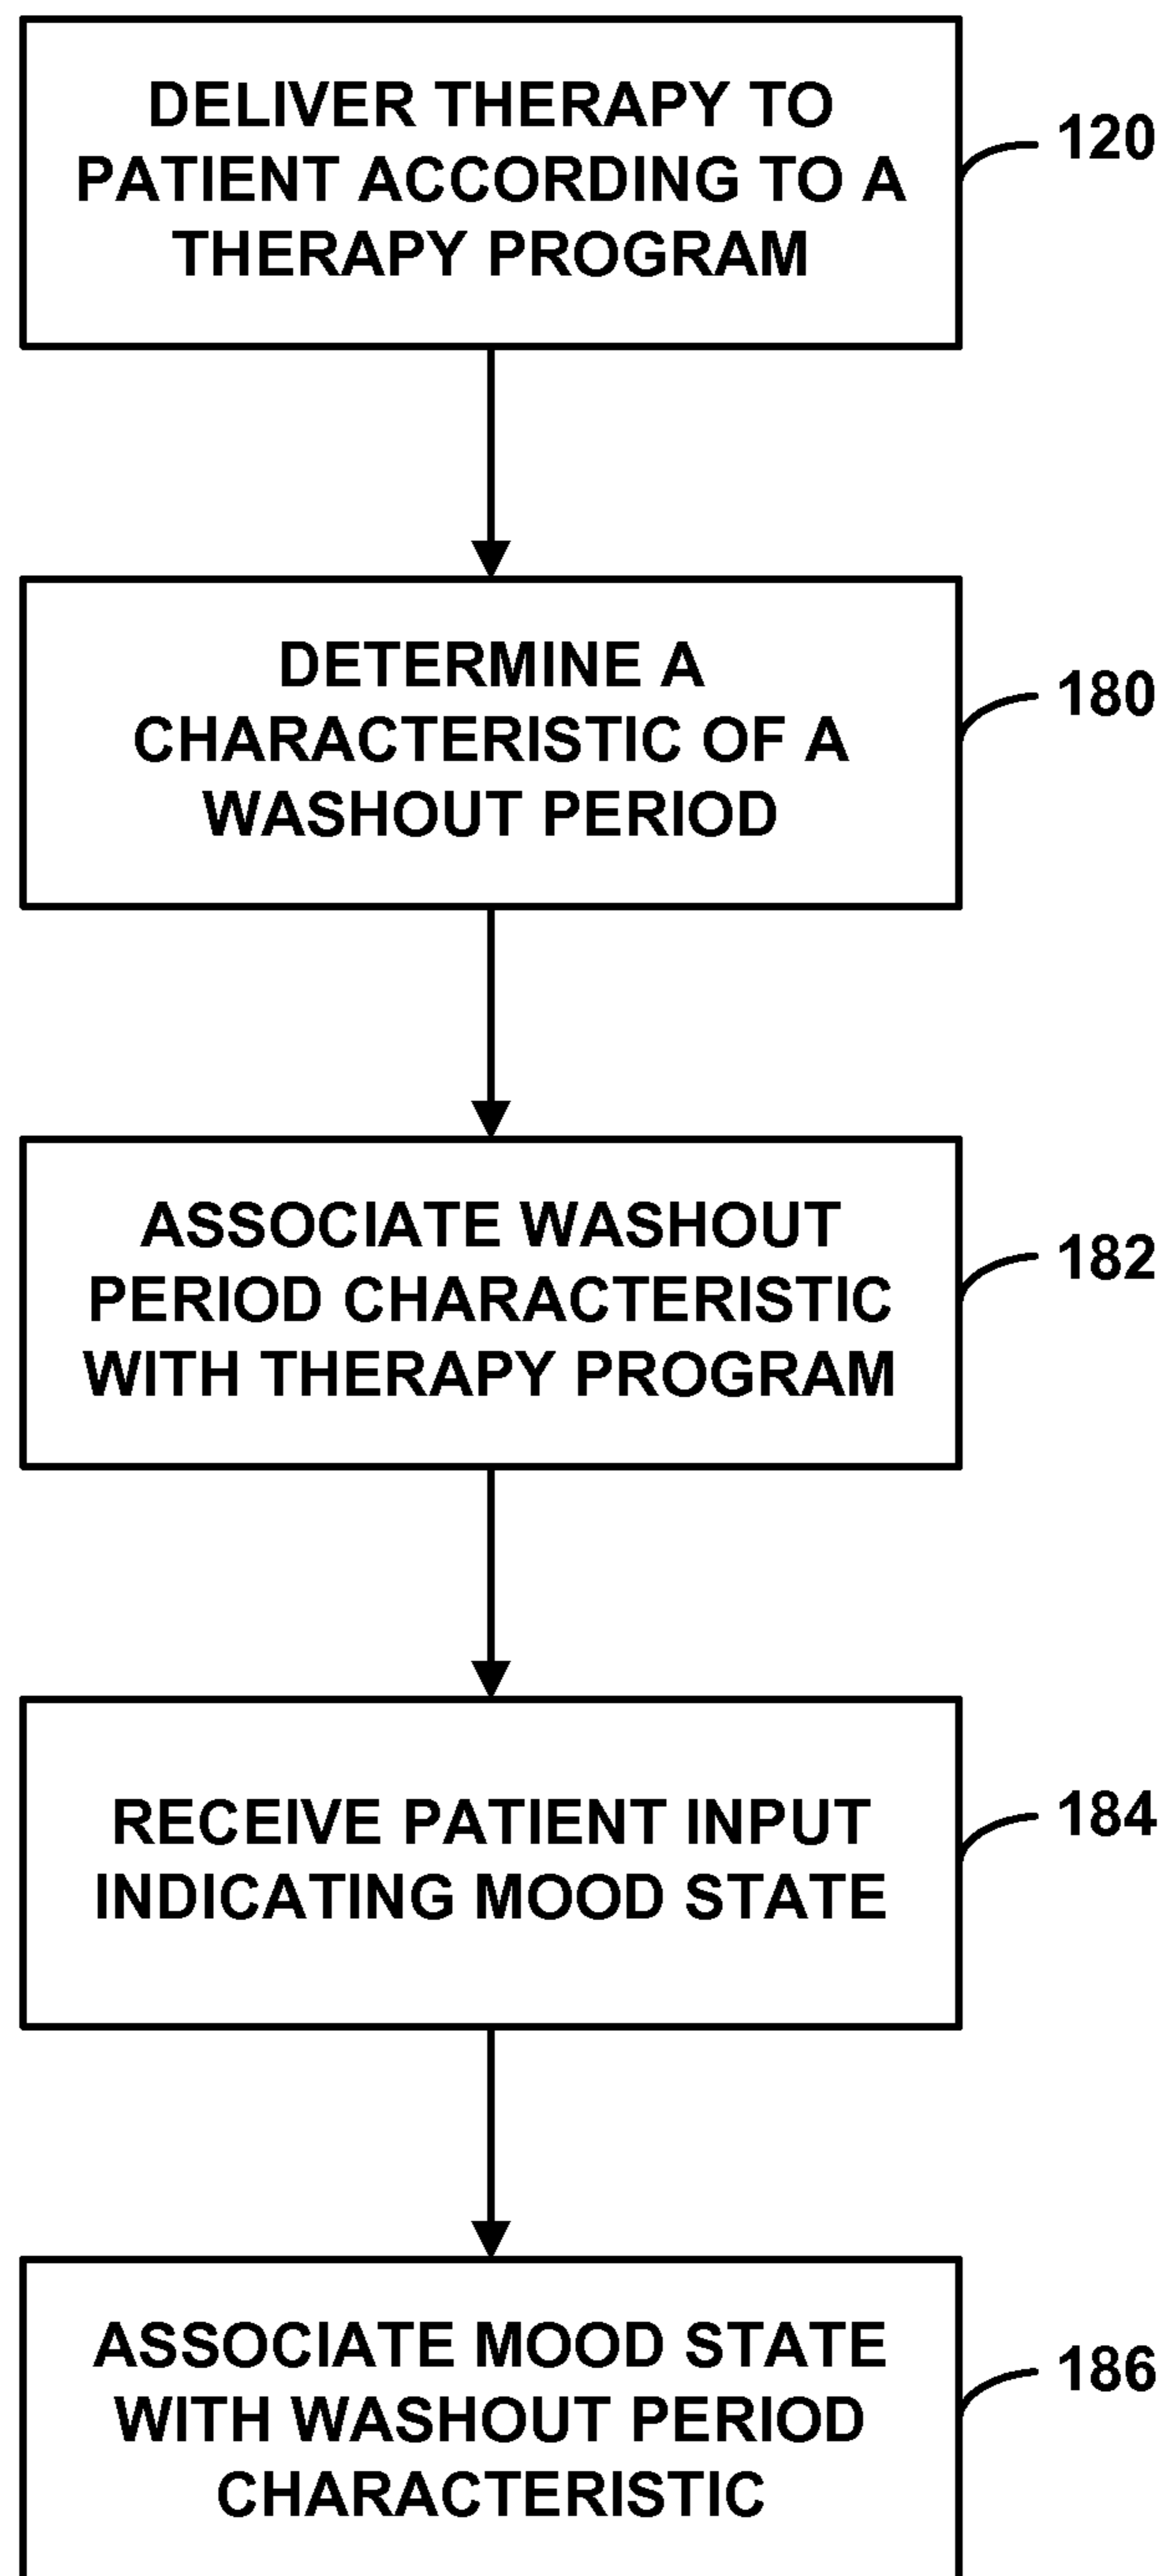 DELIVER THERAPY TO
PATIENT ACCORDING TO A
THERAPY PROGRAM
120
DETERMINE A
CHARACTERISTIC OF A
WASHOUT PERIOD
180
ASSOCIATE WASHOUT
PERIOD CHARACTERISTIC
WITH THERAPY PROGRAM
182
RECEIVE PATIENT INPUT
INDICATING MOOD STATE
184
ASSOCIATE MOOD STATE
WITH WASHOUT PERIOD
CHARACTERISTIC
186